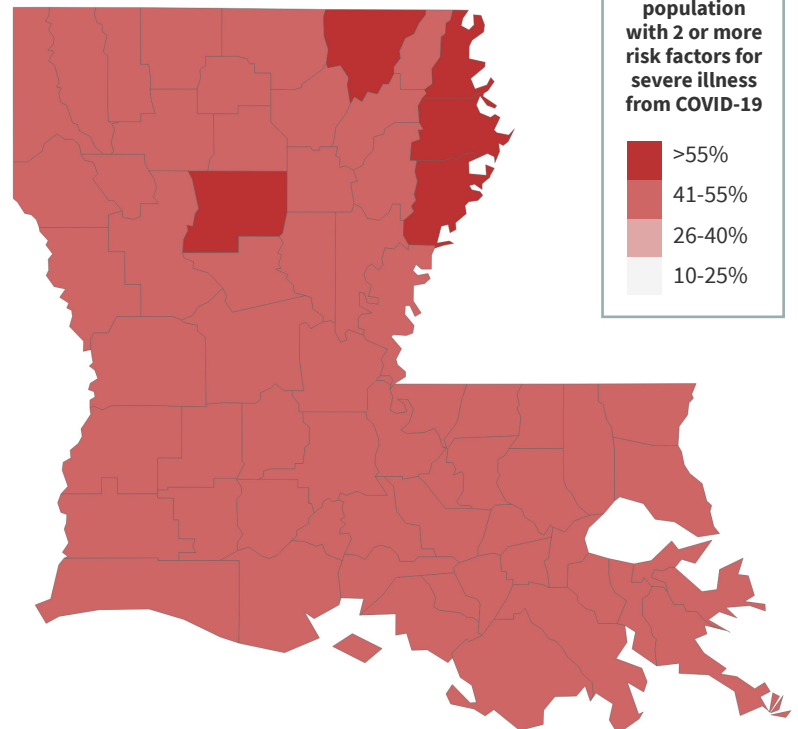 population
with 2 or more
risk factors for
severe illness
from COVID-19
>55%
41-55%
26-40%
10-25%